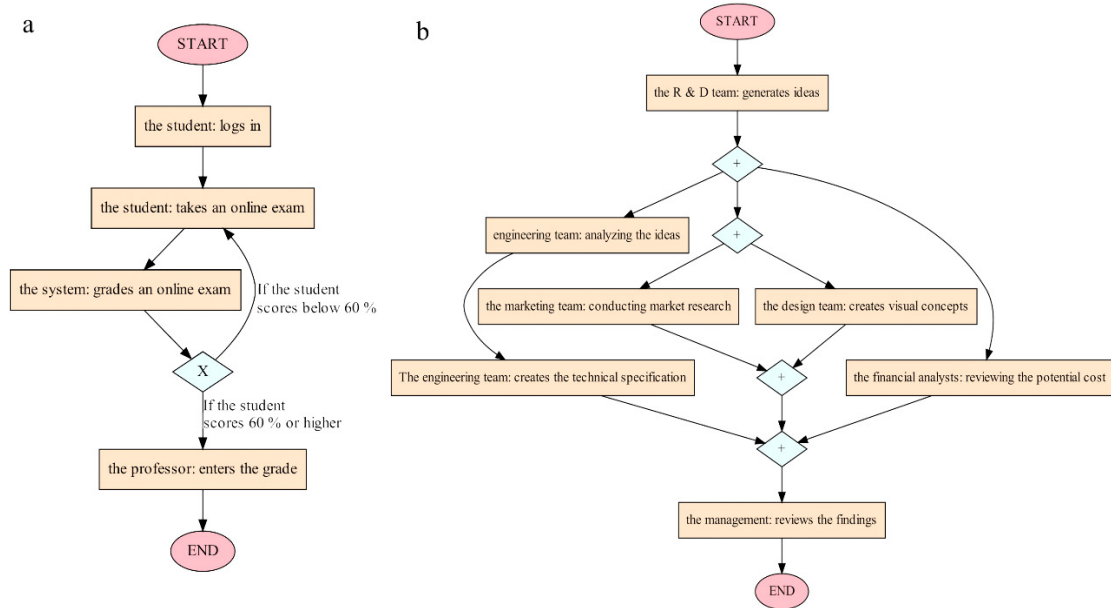 a
START
the student: logs in
the student: takes an online exam
the system: grades an online exam
If the student
scores below 60 %
X
If the student
scores 60 % or higher
the professor: enters the grade
END
b
START
the R & D team: generates ideas
+
engineering team: analyzing the ideas
+
the marketing team: conducting market research
the design team: creates visual concepts
The engineering team: creates the technical specification
+
the financial analysts: reviewing the potential cost
+
the management: reviews the findings
END